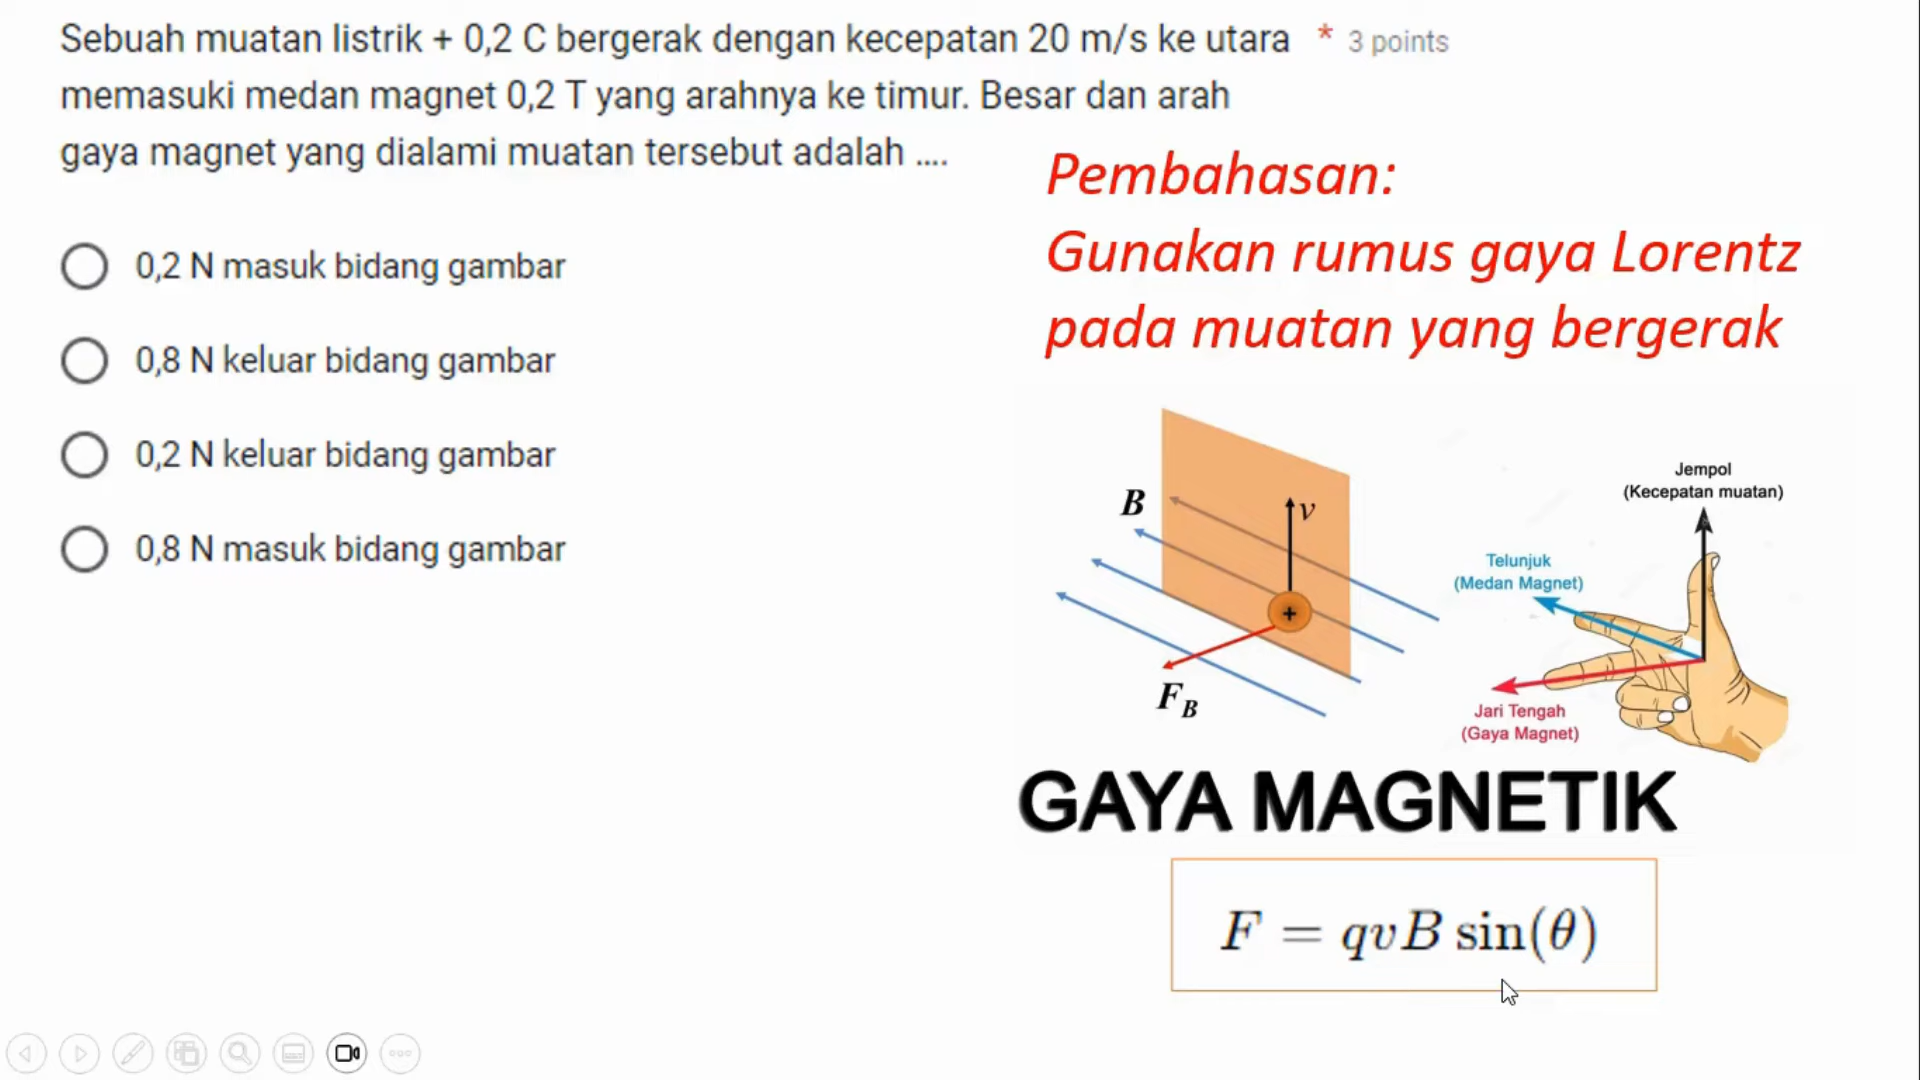 Sebuah muatan listrik + 0,2 C bergerak dengan kecepatan 20 m/s ke utara * 3 points
memasuki medan magnet 0,2 T yang arahnya ke timur. Besar dan arah
gaya magnet yang dialami muatan tersebut adalah ....
0,2 N masuk bidang gambar
0,8 N keluar bidang gambar
0,2 N keluar bidang gambar
0,8 N masuk bidang gambar
Pembahasan:
Gunakan rumus gaya Lorentz
pada muatan yang bergerak
B
v
+
F_B
Jempol
(Kecepatan muatan)
Telunjuk
(Medan Magnet)
Jari Tengah
(Gaya Magnet)
GAYA MAGNETIK
F = qvB sin(θ)